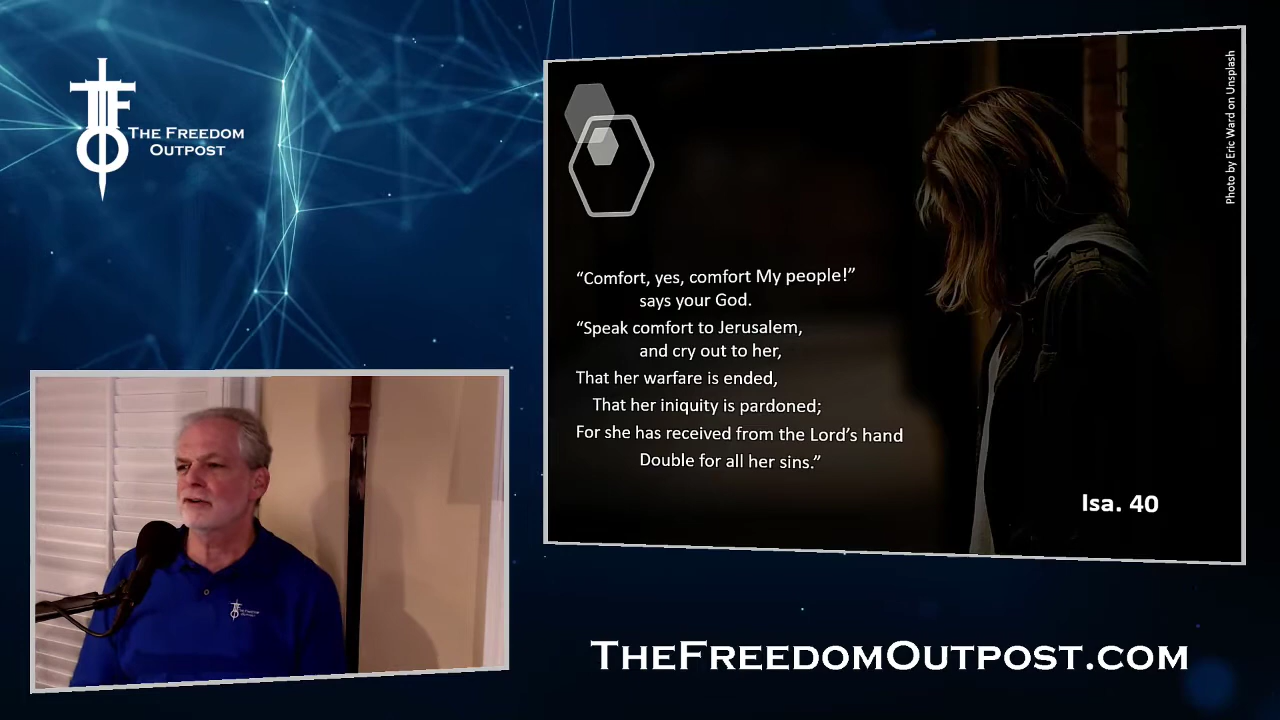 TFO
THE FREEDOM
OUTPOST
Photo by Eric Ward on Unsplash
“Comfort, yes, comfort My people!”
says your God.
“Speak comfort to Jerusalem,
and cry out to her,
That her warfare is ended,
That her iniquity is pardoned;
For she has received from the Lord’s hand
Double for all her sins.”
Isa. 40
THEFREEDOMOUTPOST.COM